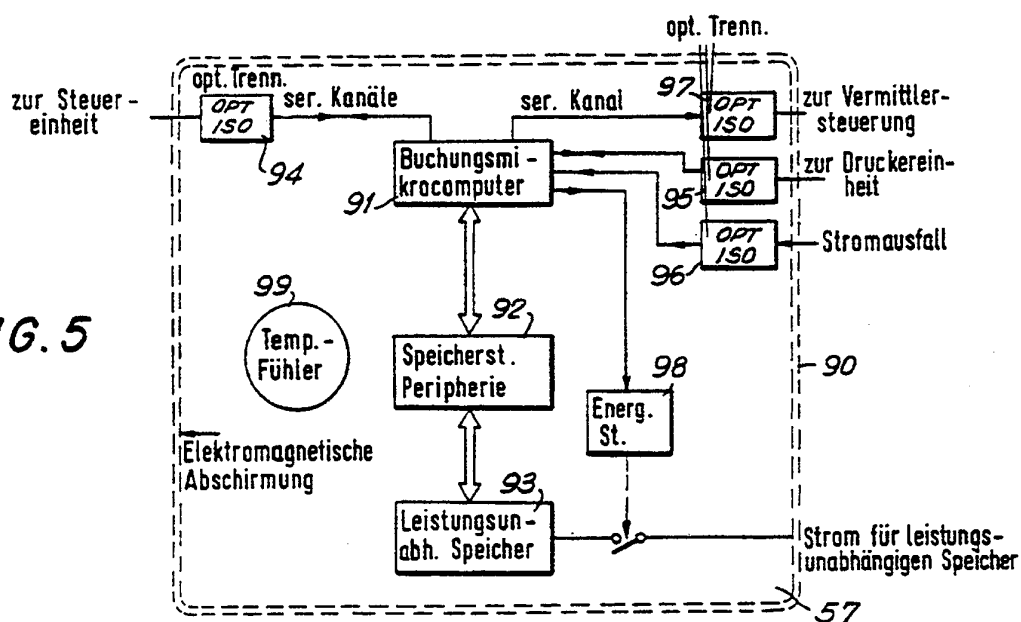 opt. Trenn.
opt. Trenn.
zur Steuer-
einheit
OPT
ISO
94
ser. Kanäle
ser. Kanal
97
OPT
ISO
zur Vermittler-
steuerung
Buchungsmi-
krocomputer
91
95
OPT
ISO
zur Druckerein-
heit
OPT
ISO
96
Stromausfall
99
Temp.-
Fühler
92
Speicherst.
Peripherie
98
Energ.
St.
90
IG. 5
Elektromagnetische
Abschirmung
93
Leistungsun-
abh. Speicher
Strom für leistungs-
unabhängigen Speicher
57